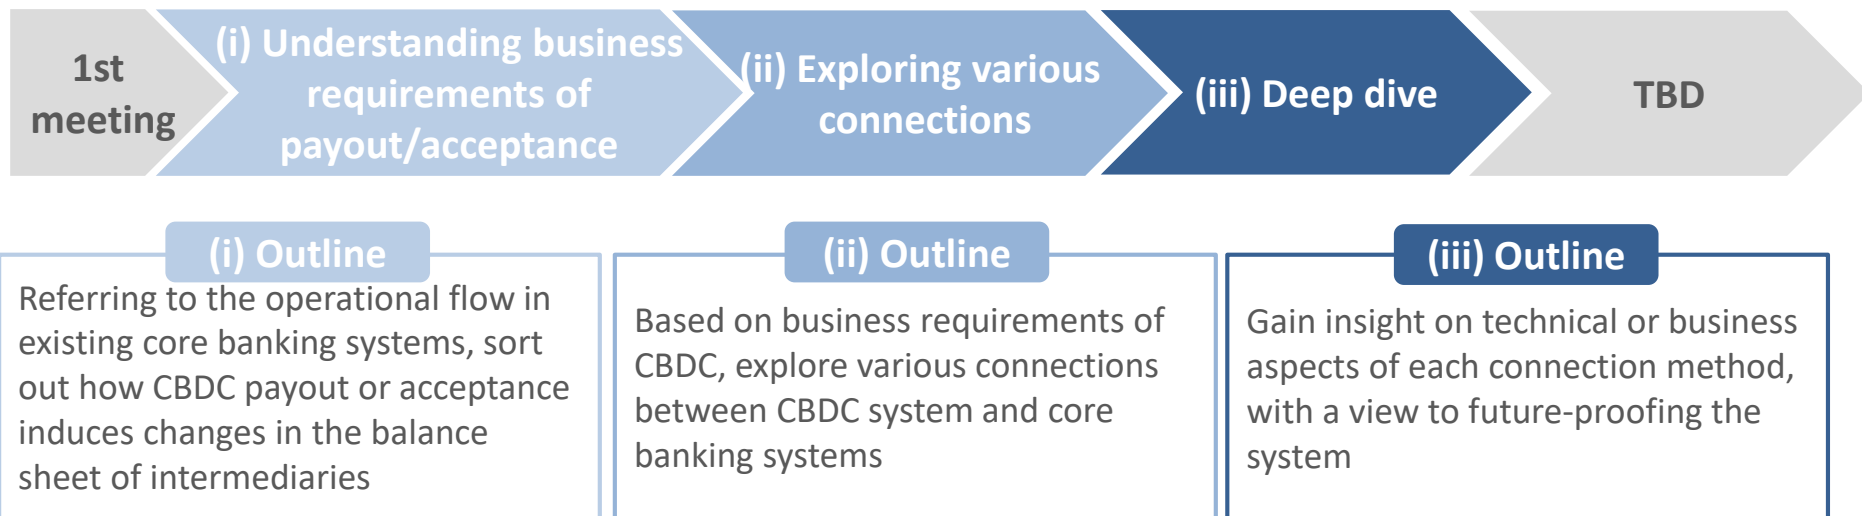 1st
meeting
(i) Understanding business
requirements of
payout/acceptance
(ii) Exploring various
connections
(iii) Deep dive
TBD
(i) Outline
Referring to the operational flow in
existing core banking systems, sort
out how CBDC payout or acceptance
induces changes in the balance
sheet of intermediaries
(ii) Outline
Based on business requirements of
CBDC, explore various connections
between CBDC system and core
banking systems
(iii) Outline
Gain insight on technical or business
aspects of each connection method,
with a view to future-proofing the
system